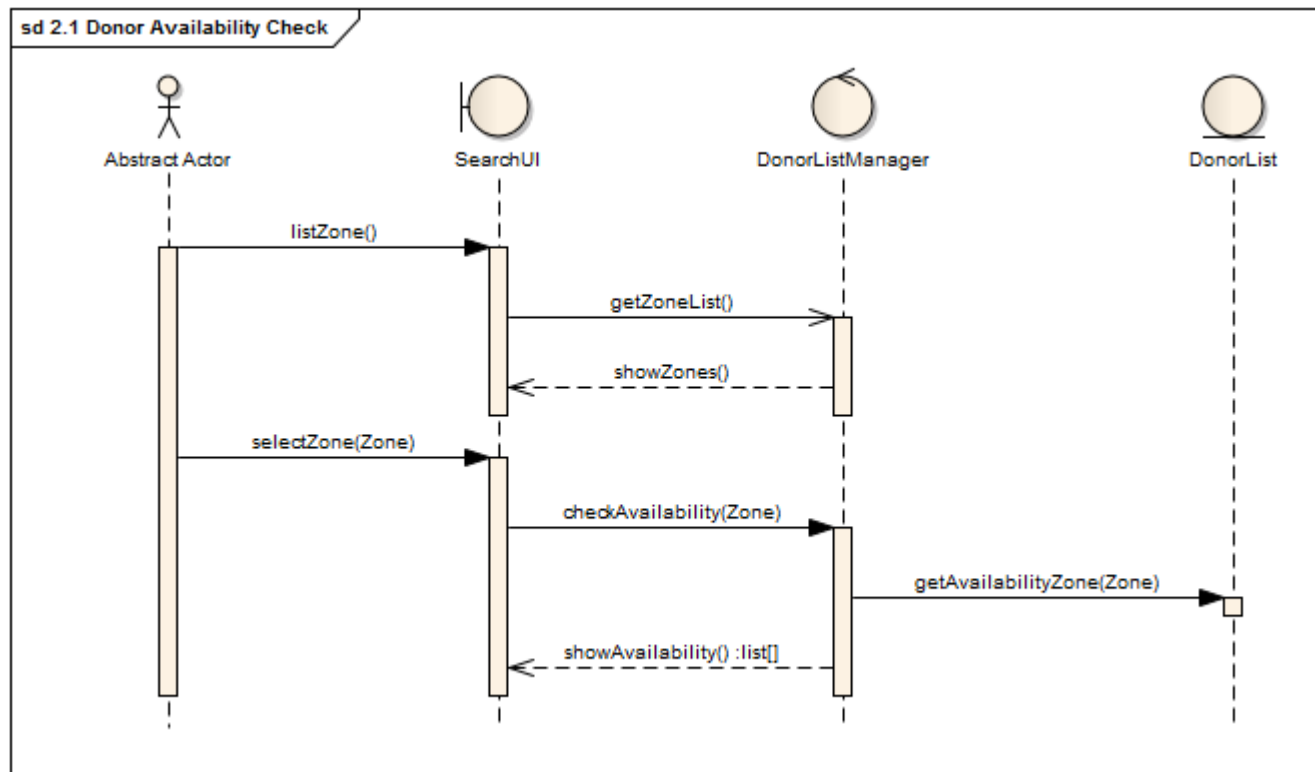 sd 2.1 Donor Availability Check
Abstract Actor
SearchUI
DonorListManager
DonorList
listZone()
getZoneList()
showZones()
selectZone(Zone)
checkAvailability(Zone)
getAvailabilityZone(Zone)
showAvailability() :list[]